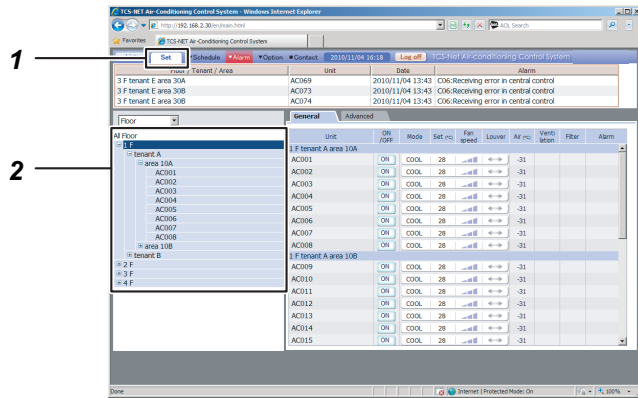 TCS-NET Air-Conditioning Control System - Windows Internet Explorer
http://192.168.2.30/en/main.html
AOL Search
Favorites TCS-NET Air-Conditioning Control System
1
Set Schedule ▼Alarm ▼Option ■Contact 2010/11/04 16:18 Log off TCS-Net Air-conditioning Control System
Floor / Tenant / Area Unit Date Alarm
3 F tenant E area 30A AC069 2010/11/04 13:43 C06:Receiving error in central control
3 F tenant E area 30B AC073 2010/11/04 13:43 C06:Receiving error in central control
3 F tenant E area 30B AC074 2010/11/04 13:43 C06:Receiving error in central control
Floor
General Advanced
2
All Floor
1 F
tenant A
area 10A
AC001
AC002
AC003
AC004
AC005
AC006
AC007
AC008
area 10B
tenant B
2 F
3 F
4 F
Unit ON/OFF Mode Set (°C) Fan speed Louver Air (°C) Venti lation Filter Alarm
1 F tenant A area 10A
AC001 ON COOL 28 -31
AC002 ON COOL 28 -31
AC003 ON COOL 28 -31
AC004 ON COOL 28 -31
AC005 ON COOL 28 -31
AC006 ON COOL 28 -31
AC007 ON COOL 28 -31
AC008 ON COOL 28 -31
1 F tenant A area 10B
AC009 ON COOL 28 -31
AC010 ON COOL 28 -31
AC011 ON COOL 28 -31
AC012 ON COOL 28 -31
AC013 ON COOL 28 -31
AC014 ON COOL 28 -31
AC015 ON COOL 28 -31
Done Internet | Protected Mode: On 100%